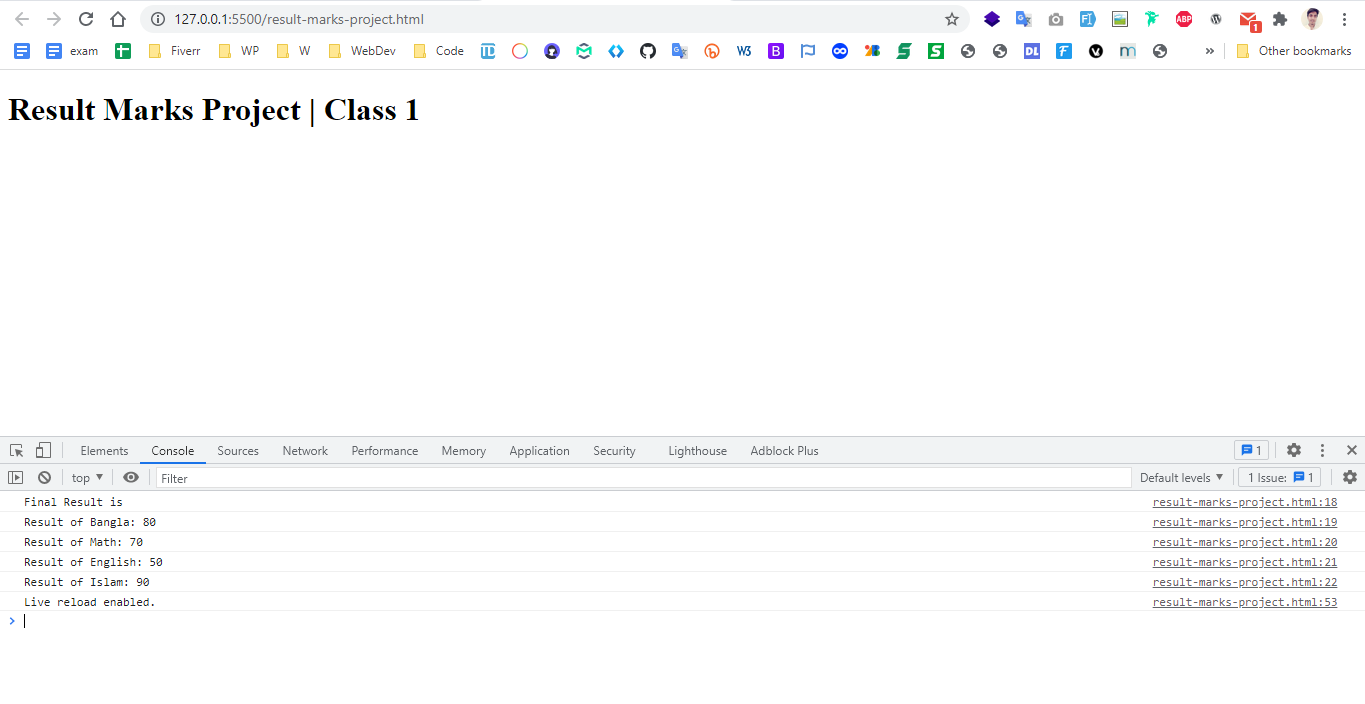 127.0.0.1:5500/result-marks-project.html
ABP
1
exam
Fiverr
WP
W
WebDev
Code
W3
B
S
DL
F
m
»
Other bookmarks
Result Marks Project | Class 1
Elements Console Sources Network Performance Memory Application Security Lighthouse Adblock Plus 1
top ▼ Filter Default levels ▼ 1 Issue: 1
Final Result is result-marks-project.html:18
Result of Bangla: 80 result-marks-project.html:19
Result of Math: 70 result-marks-project.html:20
Result of English: 50 result-marks-project.html:21
Result of Islam: 90 result-marks-project.html:22
Live reload enabled. result-marks-project.html:53
>